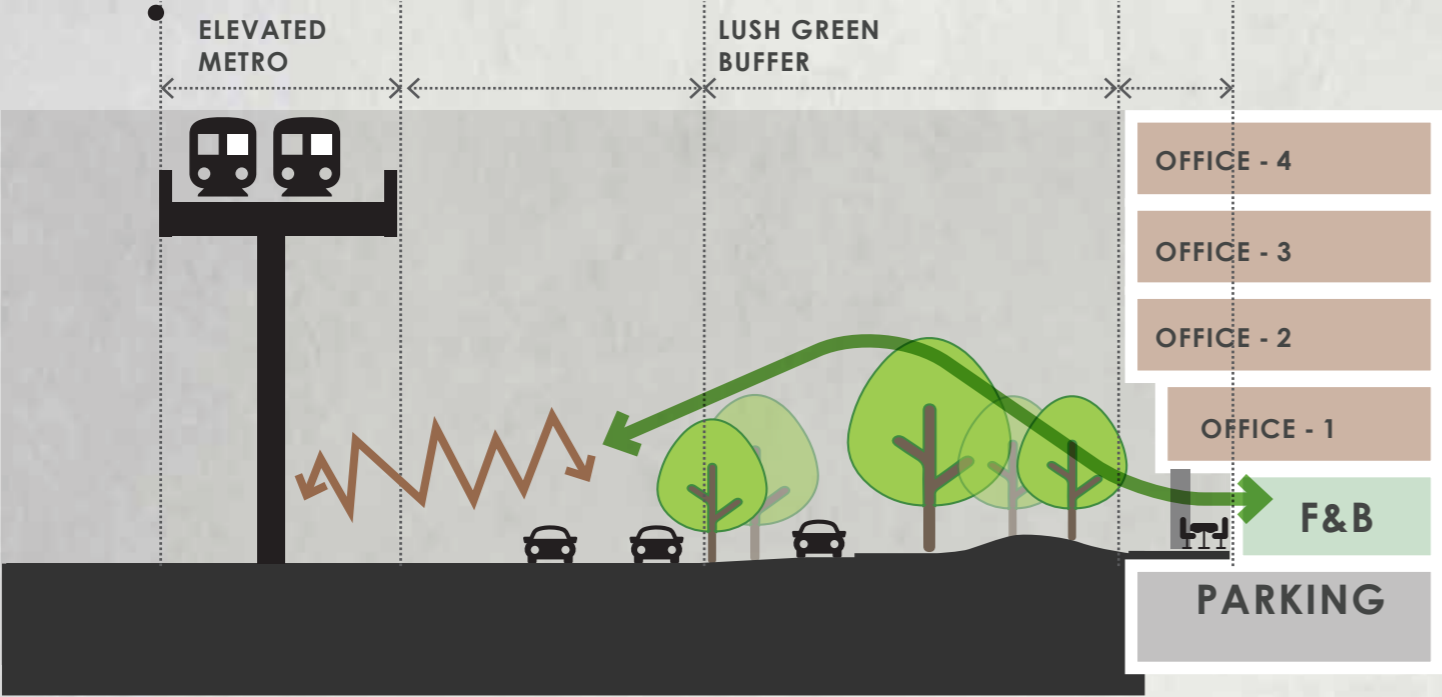 ELEVATED
METRO
LUSH GREEN
BUFFER
OFFICE - 4
OFFICE - 3
OFFICE - 2
OFFICE - 1
F&B
PARKING